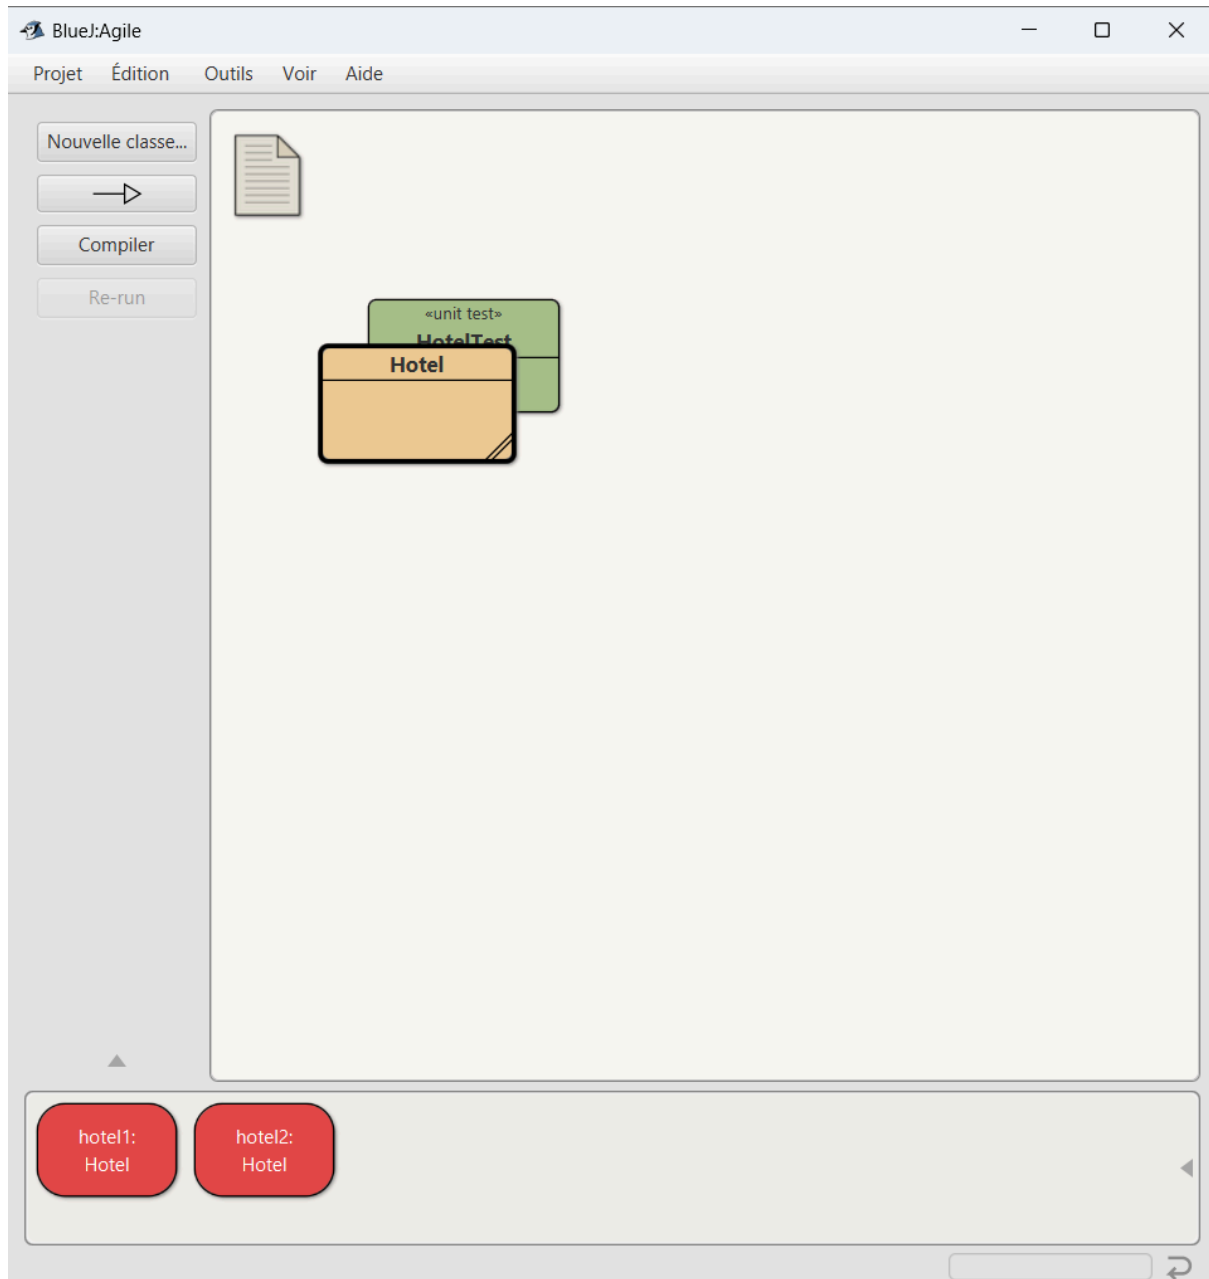 BlueJ:Agile
Projet Édition Outils Voir Aide
Nouvelle classe...
Compiler
Re-run
«unit test»
HotelTest
Hotel
hotel1:
Hotel
hotel2:
Hotel